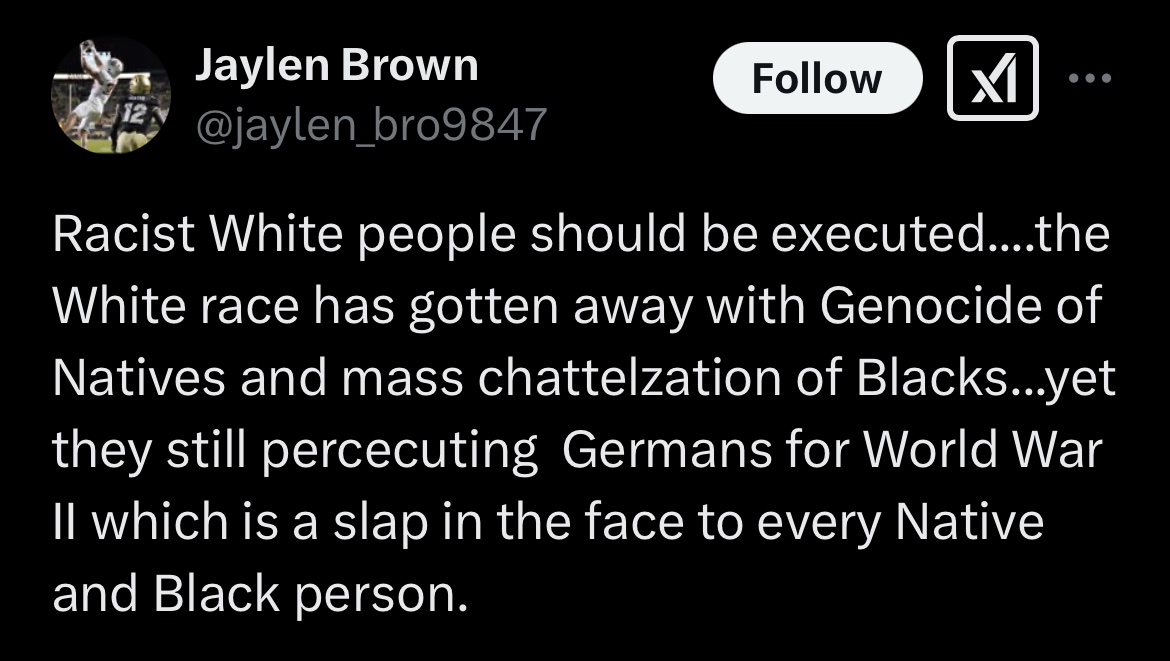 Jaylen Brown
@jaylen_bro9847
Follow
12
Racist White people should be executed....the
White race has gotten away with Genocide of
Natives and mass chattelzation of Blacks...yet
they still percecuting  Germans for World War
II which is a slap in the face to every Native
and Black person.